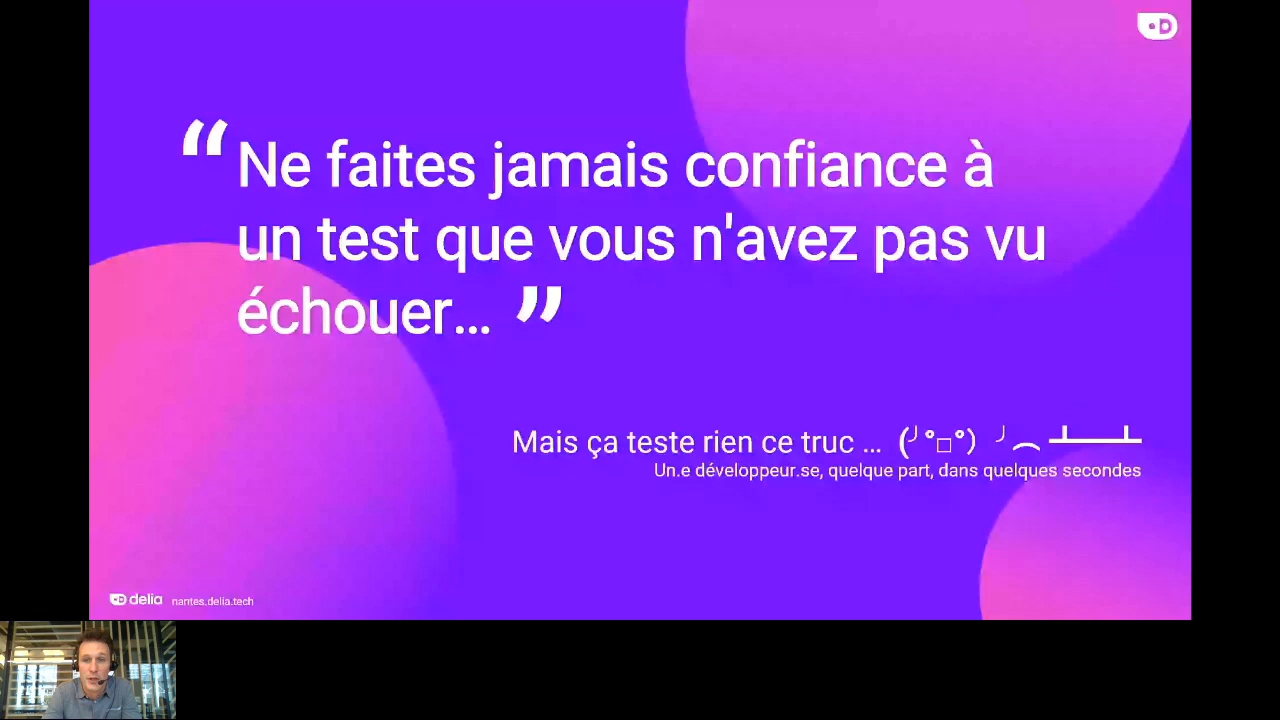 “ Ne faites jamais confiance à
un test que vous n'avez pas vu
échouer... ”
Mais ça teste rien ce truc ... (╯°□°）╯︵ ┻━┻
Un.e développeur.se, quelque part, dans quelques secondes
delia nantes.delia.tech